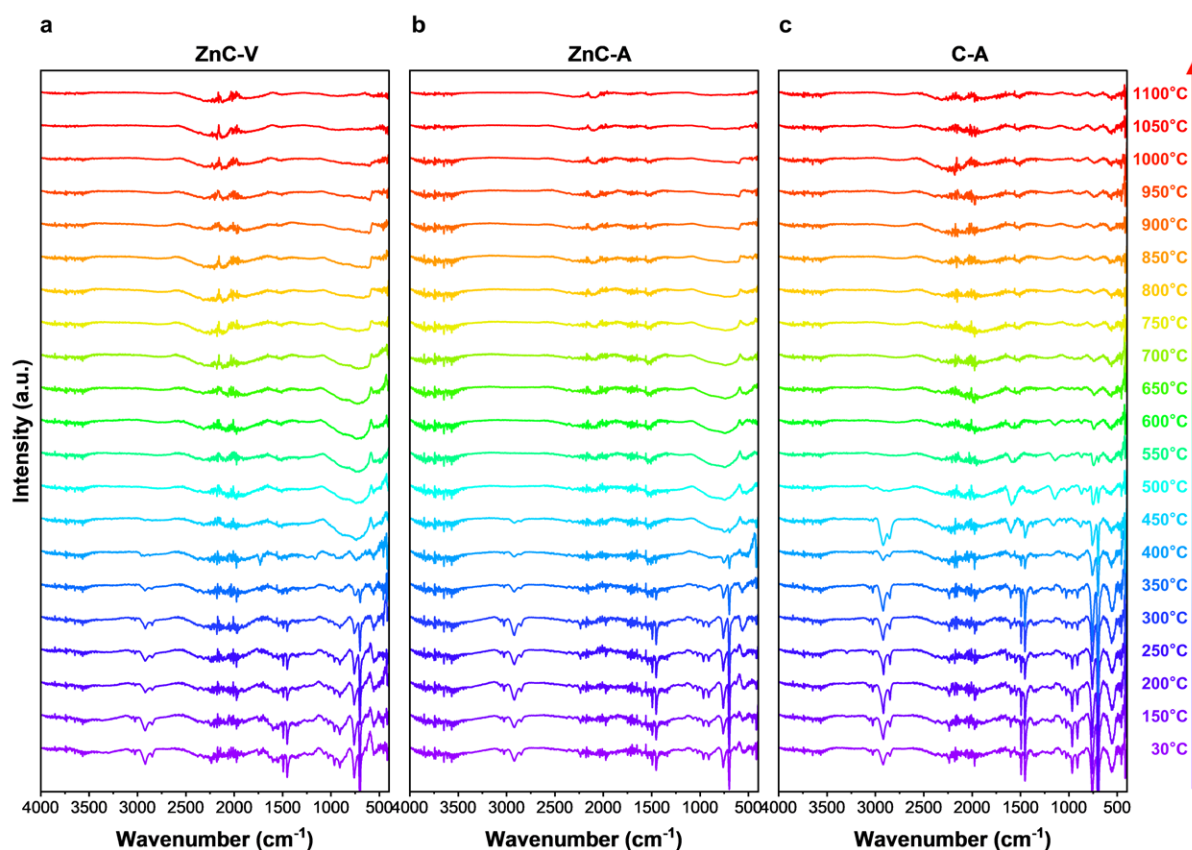 a
b
c
ZnC-V
ZnC-A
C-A
Intensity (a.u.)
1100°C
1050°C
1000°C
950°C
900°C
850°C
800°C
750°C
700°C
650°C
600°C
550°C
500°C
450°C
400°C
350°C
300°C
250°C
200°C
150°C
30°C
4000 3500 3000 2500 2000 1500 1000 500
4000 3500 3000 2500 2000 1500 1000 500
4000 3500 3000 2500 2000 1500 1000 500
Wavenumber (cm⁻¹)
Wavenumber (cm⁻¹)
Wavenumber (cm⁻¹)